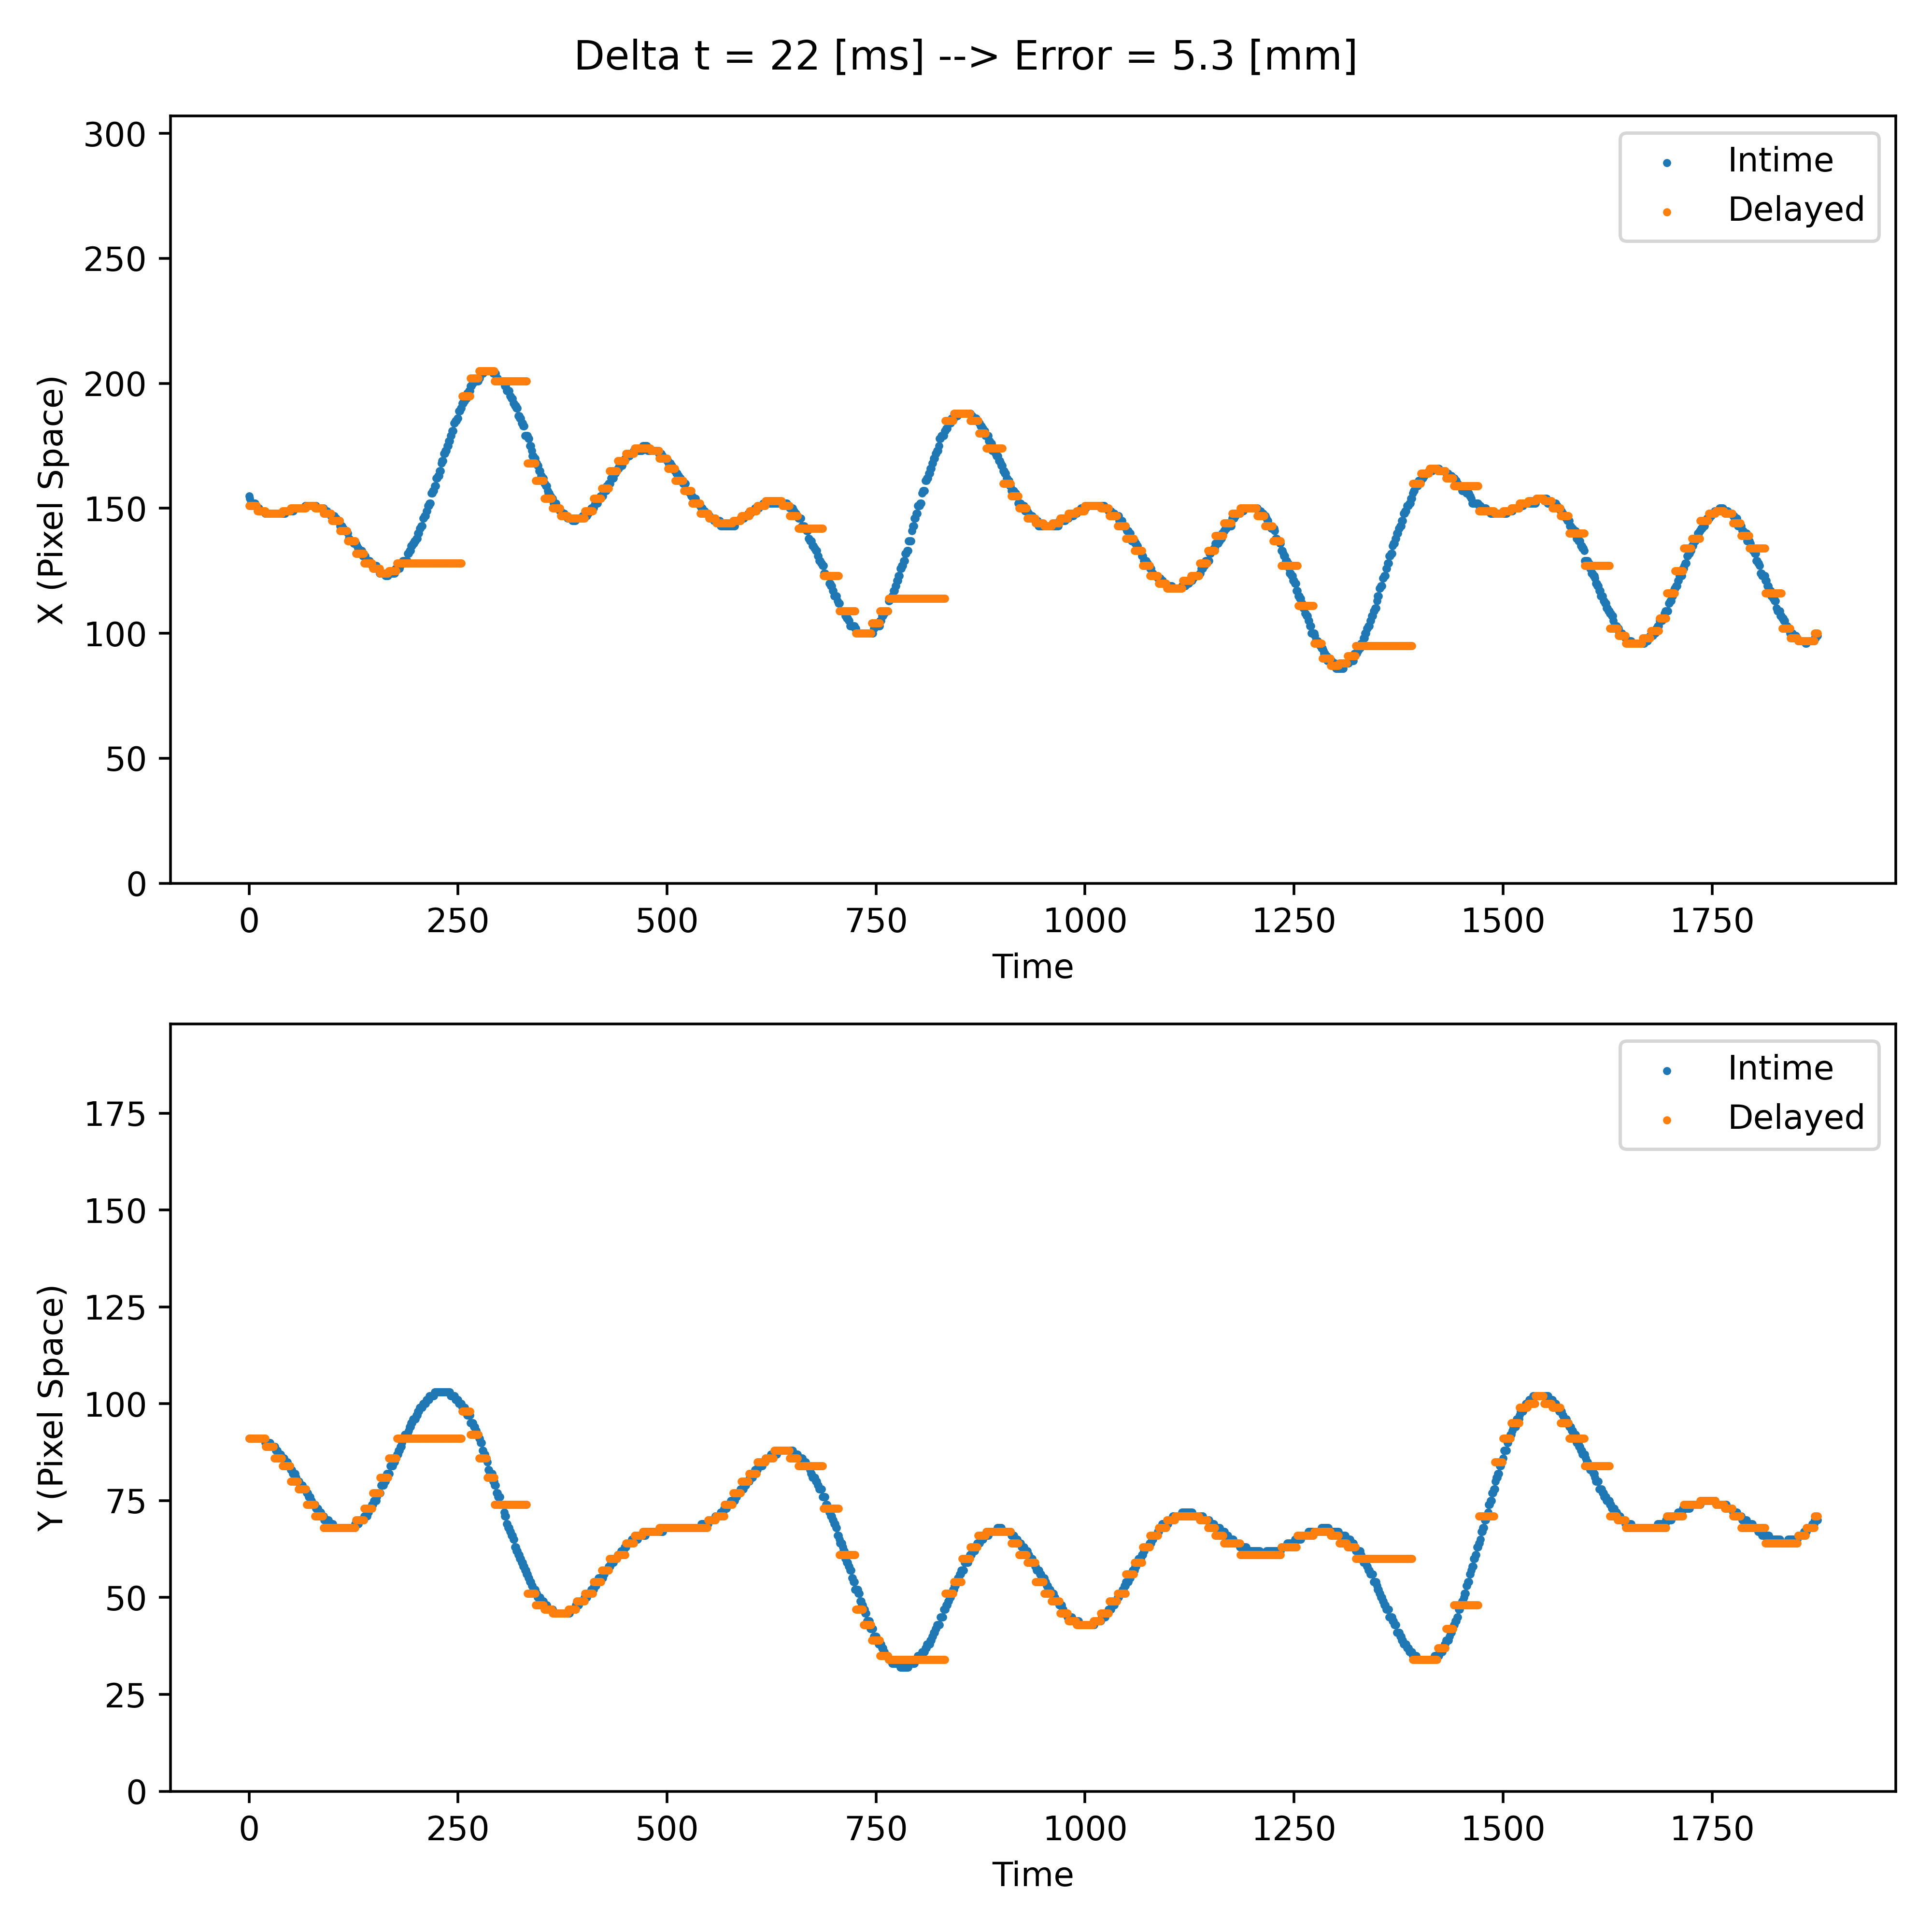 Delta t = 22 [ms] --> Error = 5.3 [mm]
300
250
200
150
100
50
0
X (Pixel Space)
Intime
Delayed
0 250 500 750 1000 1250 1500 1750
Time
175
150
125
100
75
50
25
0
Y (Pixel Space)
Intime
Delayed
0 250 500 750 1000 1250 1500 1750
Time